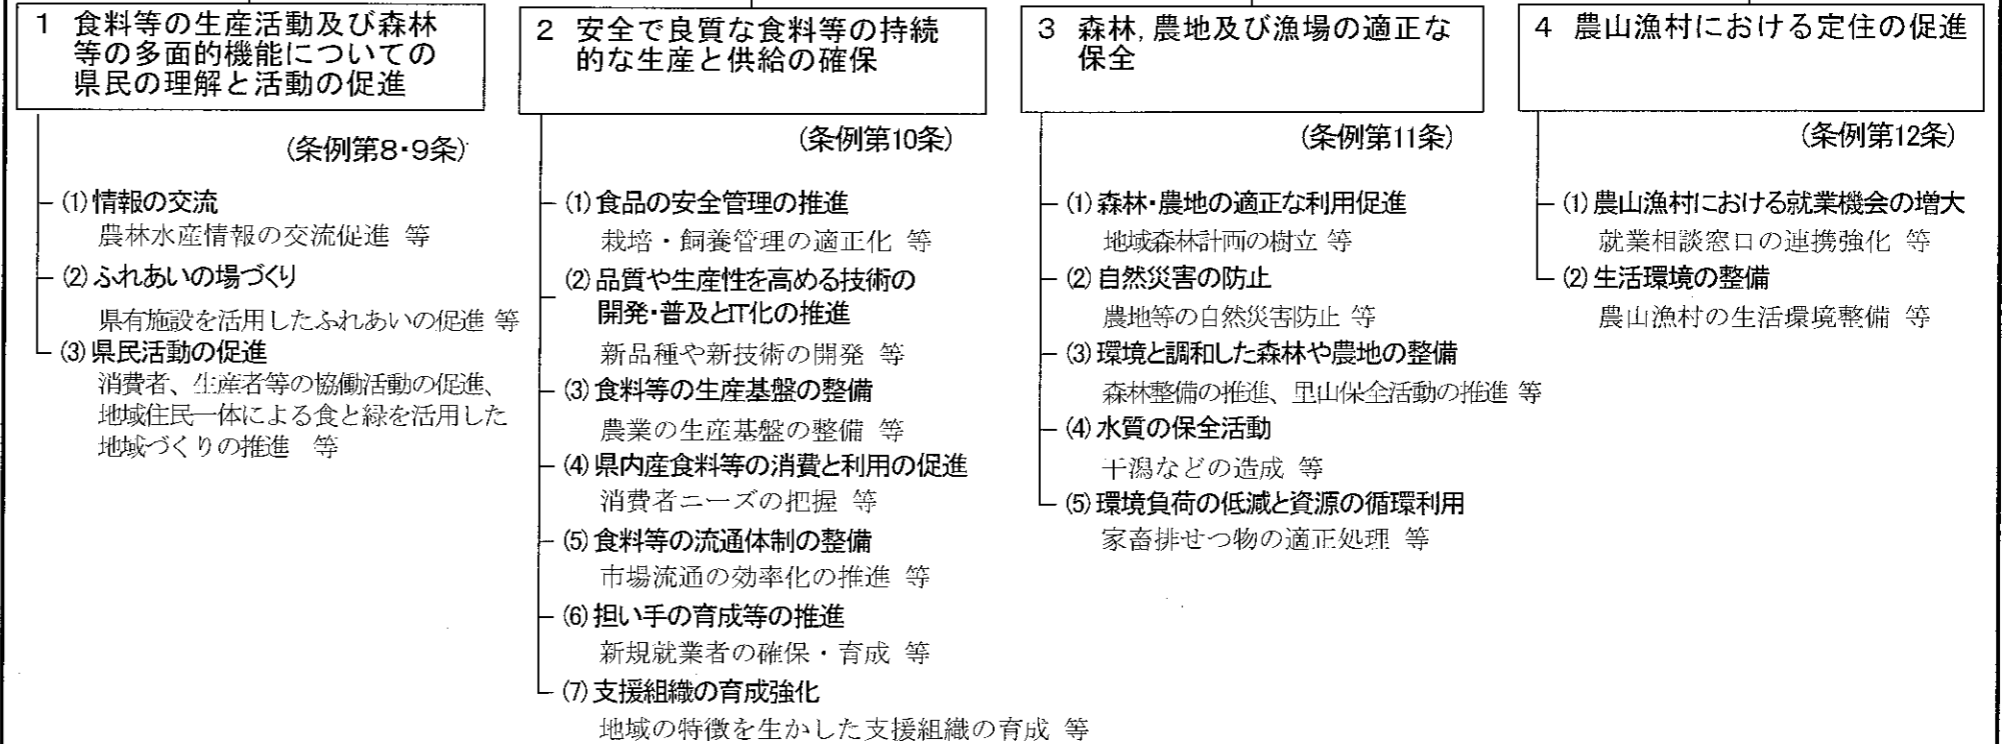 1 食料等の生産活動及び森林
等の多面的機能についての
県民の理解と活動の促進
(条例第8・9条)
(1)情報の交流
農林水産情報の交流促進 等
(2)ふれあいの場づくり
県有施設を活用したふれあいの促進 等
(3)県民活動の促進
消費者、生産者等の協働活動の促進、
地域住民一体による食と緑を活用した
地域づくりの推進 等
2 安全で良質な食料等の持続
的な生産と供給の確保
(条例第10条)
(1)食品の安全管理の推進
栽培・飼養管理の適正化 等
(2)品質や生産性を高める技術の
開発・普及とIT化の推進
新品種や新技術の開発 等
(3)食料等の生産基盤の整備
農業の生産基盤の整備 等
(4)県内産食料等の消費と利用の促進
消費者ニーズの把握 等
(5)食料等の流通体制の整備
市場流通の効率化の推進 等
(6)担い手の育成等の推進
新規就業者の確保・育成 等
(7)支援組織の育成強化
地域の特徴を生かした支援組織の育成 等
3 森林,農地及び漁場の適正な
保全
(条例第11条)
(1)森林・農地の適正な利用促進
地域森林計画の樹立 等
(2)自然災害の防止
農地等の自然災害防止 等
(3)環境と調和した森林や農地の整備
森林整備の推進、里山保全活動の推進 等
(4)水質の保全活動
干潟などの造成 等
(5)環境負荷の低減と資源の循環利用
家畜排せつ物の適正処理 等
4 農山漁村における定住の促進
(条例第12条)
(1)農山漁村における就業機会の増大
就業相談窓口の連携強化 等
(2)生活環境の整備
農山漁村の生活環境整備 等